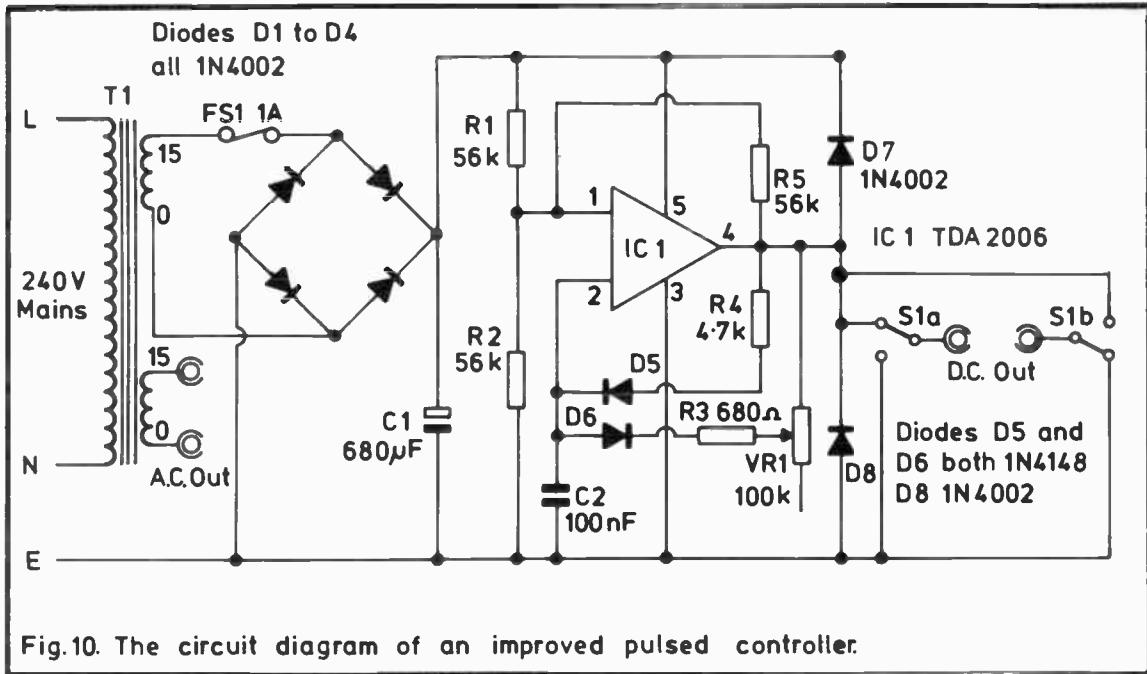 Diodes D1 to D4
all 1N4002
T1
L
FS1 1A
15
0
240V
Mains
15
0
N
A.C. Out
E
R1
56k
R2
56k
C1
680µF
1
2
IC 1
5
4
3
R5
56k
R4
4·7k
D5
D6
R3 680Ω
VR1
100k
C2
100nF
D7
1N4002
IC 1 TDA 2006
S1a
S1b
D.C. Out
D8
Diodes D5 and
D6 both 1N4148
D8 1N4002
Fig.10. The circuit diagram of an improved pulsed controller.